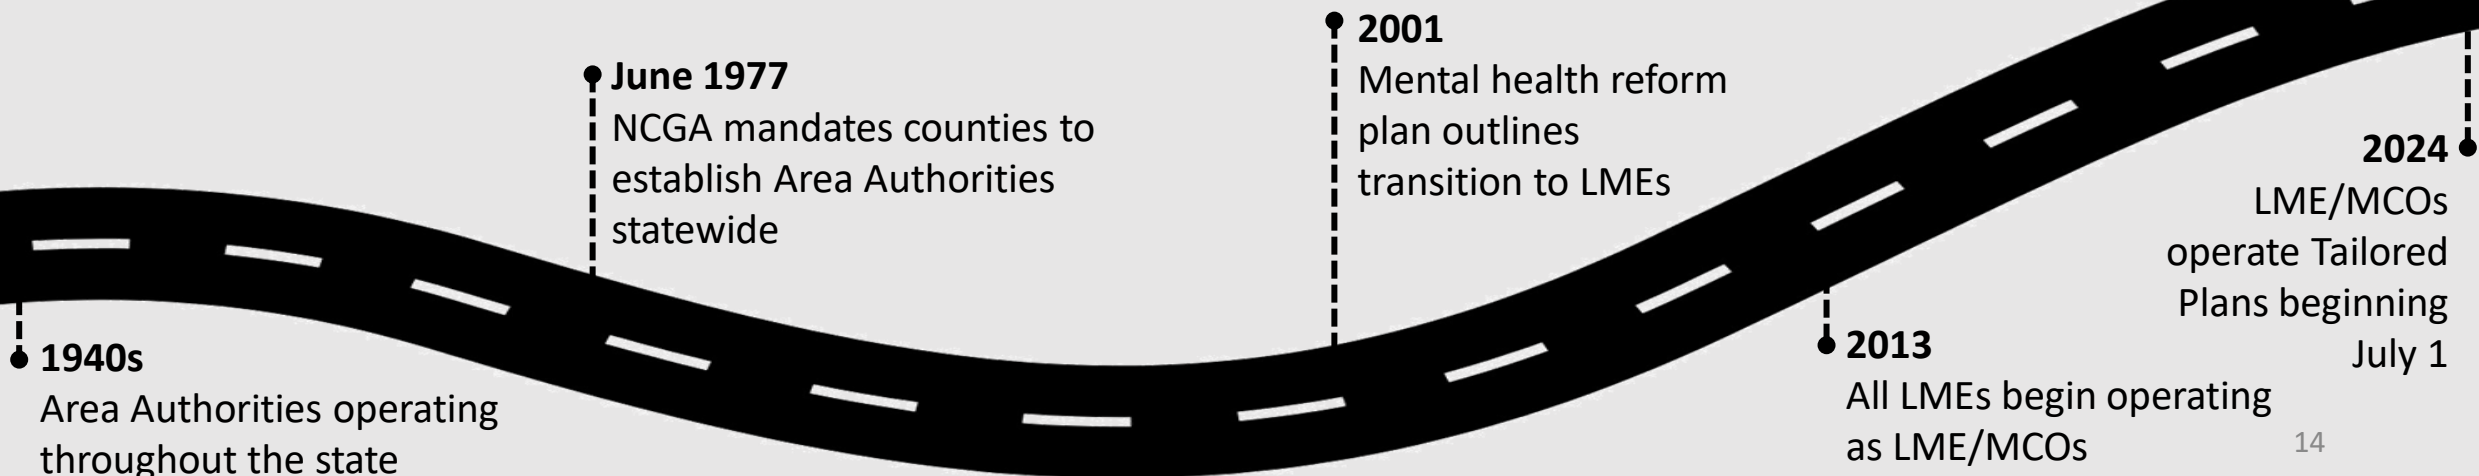 1940s
Area Authorities operating
throughout the state
June 1977
NCGA mandates counties to
establish Area Authorities
statewide
2001
Mental health reform
plan outlines
transition to LMEs
2013
All LMEs begin operating
as LME/MCOs
2024
LME/MCOs
operate Tailored
Plans beginning
July 1
14